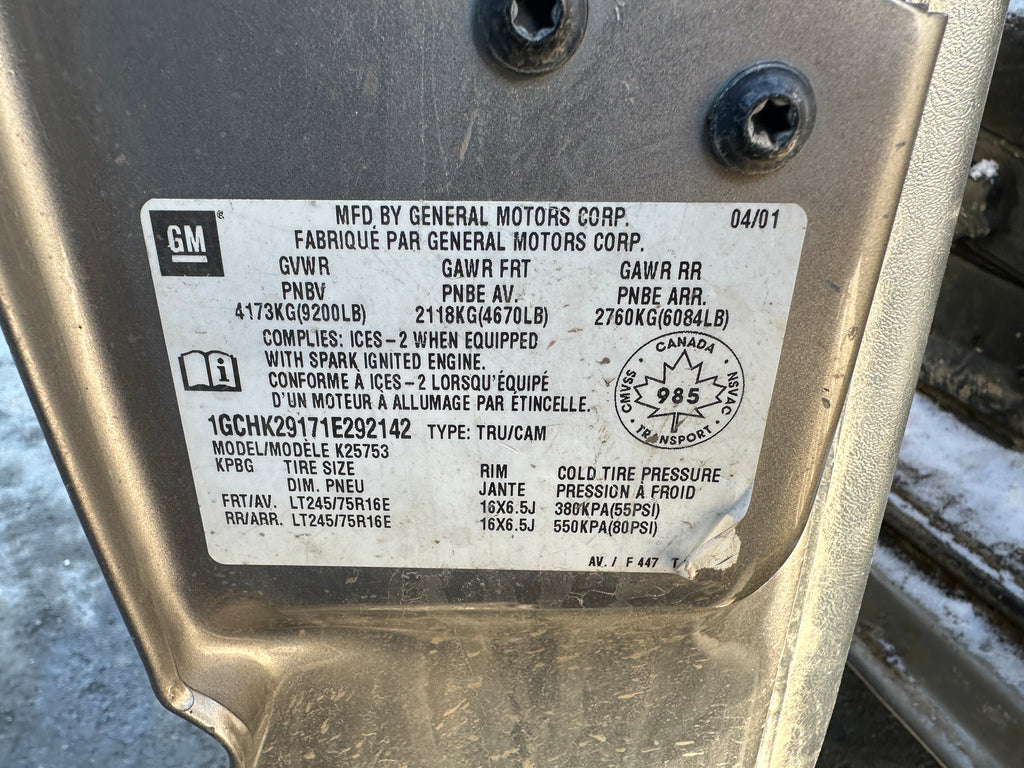 GM
MFD BY GENERAL MOTORS CORP. 04/01
FABRIQUÉ PAR GENERAL MOTORS CORP.
GVWR GAWR FRT GAWR RR
PNBV PNBE AV. PNBE ARR.
4173KG(9200LB) 2118KG(4670LB) 2760KG(6084LB)
COMPLIES: ICES-2 WHEN EQUIPPED
WITH SPARK IGNITED ENGINE.
CONFORME À ICES-2 LORSQU'ÉQUIPÉ
D'UN MOTEUR À ALLUMAGE PAR ÉTINCELLE.
CANADA
CMVSS 985 NSVAC
TRANSPORT
1GCHK29171E292142 TYPE: TRU/CAM
MODEL/MODÈLE K25753
KPBG TIRE SIZE RIM COLD TIRE PRESSURE
DIM. PNEU JANTE PRESSION À FROID
FRT/AV. LT245/75R16E 16X6.5J 380KPA(55PSI)
RR/ARR. LT245/75R16E 16X6.5J 550KPA(80PSI)
AV. / F 447 T